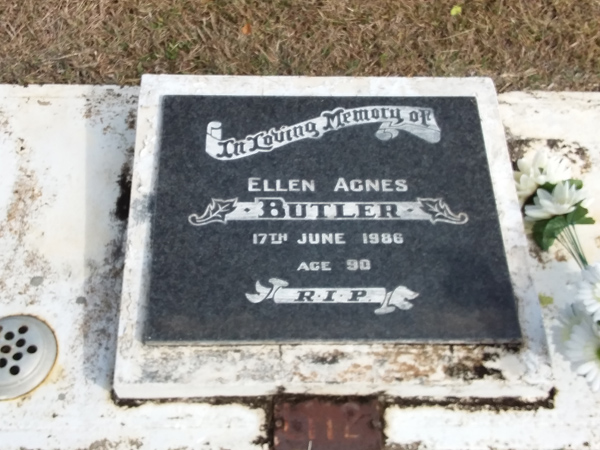 In Loving Memory of
ELLEN AGNES
BUTLER
17TH JUNE 1986
AGE 90
R.I.P.